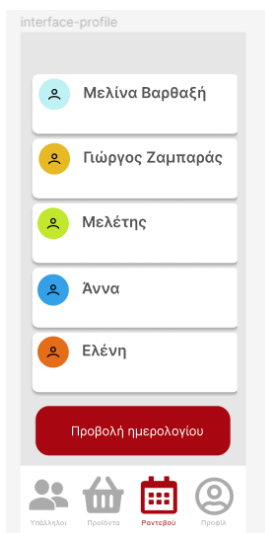 interface-profile
Μελίνα Βαρθαξή
Γιώργος Ζαμπαράς
Μελέτης
Άννα
Ελένη
Προβολή ημερολογίου
Υπάλληλοι Προϊόντα Ραντεβού Προφίλ